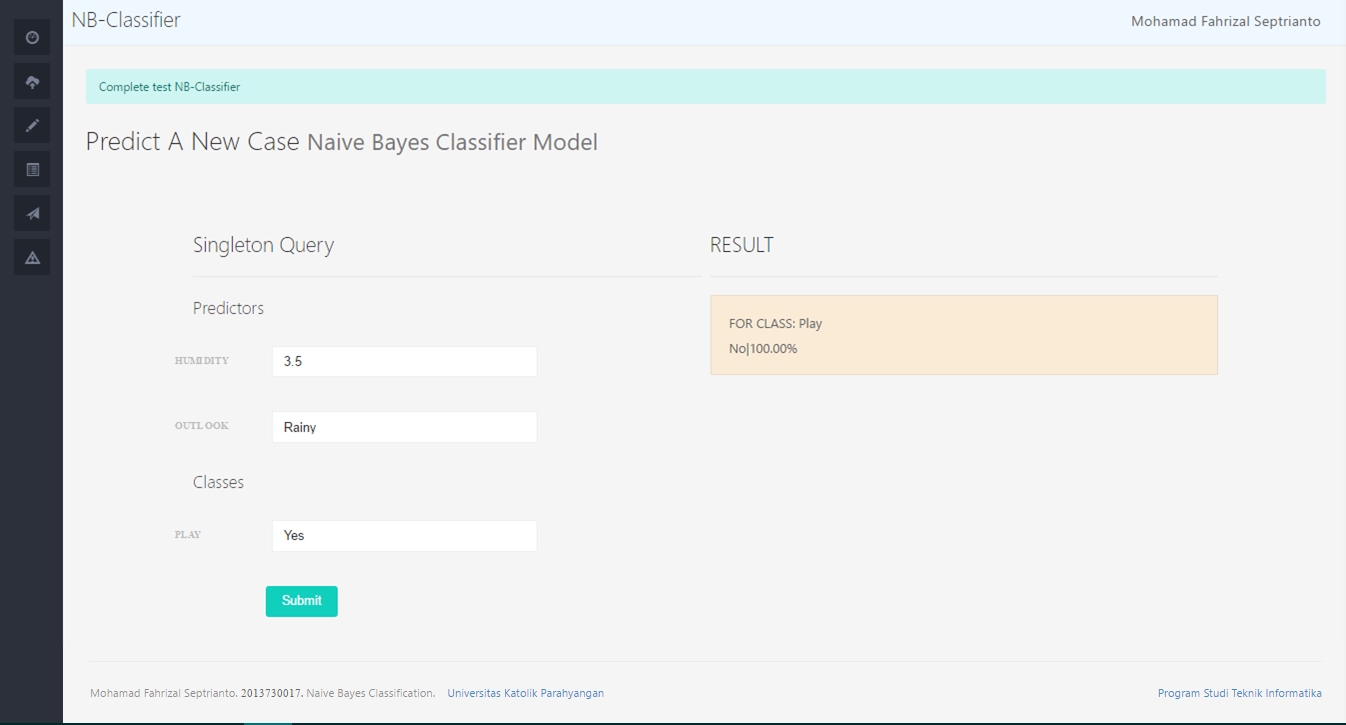 NB-Classifier
Mohamad Fahrizal Septrianto
Complete test NB-Classifier
Predict A New Case Naive Bayes Classifier Model
Singleton Query
RESULT
Predictors
FOR CLASS: Play
No|100.00%
HUMIDITY
3.5
OUTLOOK
Rainy
Classes
PLAY
Yes
Submit
Mohamad Fahrizal Septrianto. 2013730017. Naive Bayes Classification. Universitas Katolik Parahyangan
Program Studi Teknik Informatika